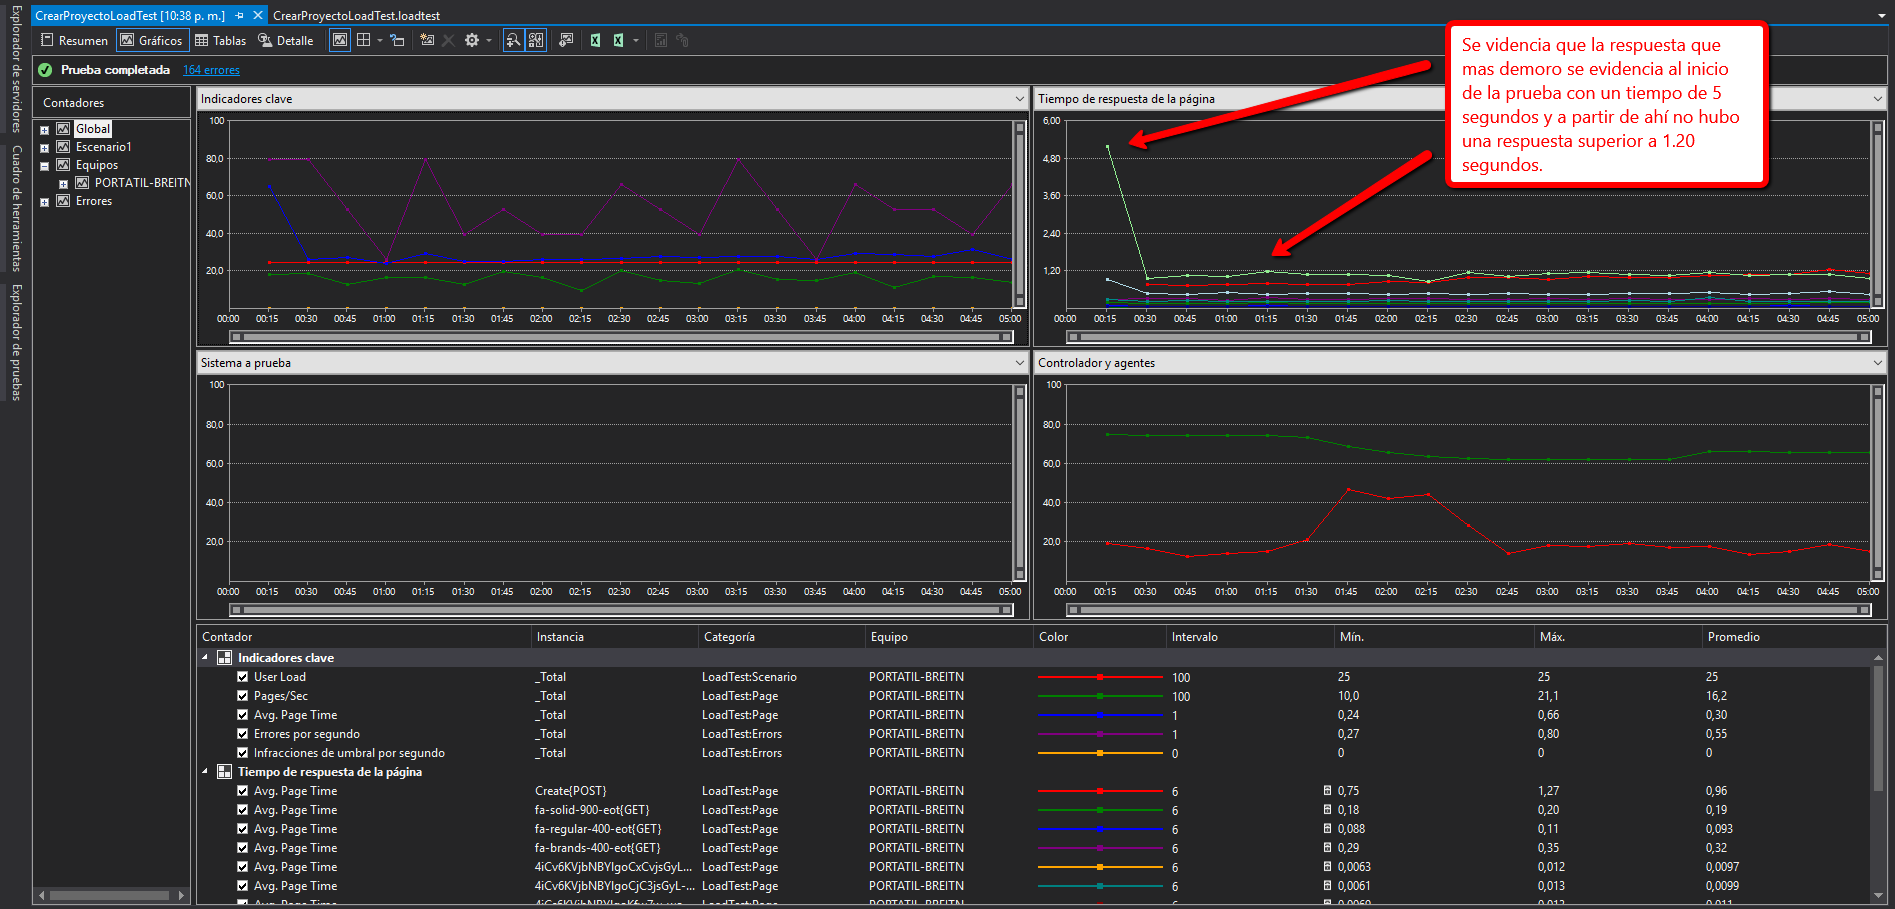 CrearProyectoLoadTest [10:38 p. m.]
CrearProyectoLoadTest.loadtest
Explorador de servidores
Cuadro de herramientas
Explorador de pruebas
Resumen
Gráficos
Tablas
Detalle
Prueba completada
164 errores
Se videncia que la respuesta que
mas demoro se evidencia al inicio
de la prueba con un tiempo de 5
segundos y a partir de ahí no hubo
una respuesta superior a 1.20
segundos.
Contadores
Global
Escenario1
Equipos
PORTATIL-BREITN
Errores
Indicadores clave
100
80,0
60,0
40,0
20,0
00:00 00:15 00:30 00:45 01:00 01:15 01:30 01:45 02:00 02:15 02:30 02:45 03:00 03:15 03:30 03:45 04:00 04:15 04:30 04:45 05:00
Tiempo de respuesta de la página
6,00
4,80
3,60
2,40
1,20
00:00 00:15 00:30 00:45 01:00 01:15 01:30 01:45 02:00 02:15 02:30 02:45 03:00 03:15 03:30 03:45 04:00 04:15 04:30 04:45 05:00
Sistema a prueba
100
80,0
60,0
40,0
20,0
00:00 00:15 00:30 00:45 01:00 01:15 01:30 01:45 02:00 02:15 02:30 02:45 03:00 03:15 03:30 03:45 04:00 04:15 04:30 04:45 05:00
Controlador y agentes
100
80,0
60,0
40,0
20,0
00:00 00:15 00:30 00:45 01:00 01:15 01:30 01:45 02:00 02:15 02:30 02:45 03:00 03:15 03:30 03:45 04:00 04:15 04:30 04:45 05:00
Contador Instancia Categoría Equipo Color Intervalo Mín. Máx. Promedio
Indicadores clave
User Load _Total LoadTest:Scenario PORTATIL-BREITN 100 25 25 25
Pages/Sec _Total LoadTest:Page PORTATIL-BREITN 100 10,0 21,1 16,2
Avg. Page Time _Total LoadTest:Page PORTATIL-BREITN 1 0,24 0,66 0,30
Errores por segundo _Total LoadTest:Errors PORTATIL-BREITN 1 0,27 0,80 0,55
Infracciones de umbral por segundo _Total LoadTest:Errors PORTATIL-BREITN 0 0 0 0
Tiempo de respuesta de la página
Avg. Page Time Create{POST} LoadTest:Page PORTATIL-BREITN 6 0,75 1,27 0,96
Avg. Page Time fa-solid-900-eot{GET} LoadTest:Page PORTATIL-BREITN 6 0,18 0,20 0,19
Avg. Page Time fa-regular-400-eot{GET} LoadTest:Page PORTATIL-BREITN 6 0,088 0,11 0,093
Avg. Page Time fa-brands-400-eot{GET} LoadTest:Page PORTATIL-BREITN 6 0,29 0,35 0,32
Avg. Page Time 4iCv6KVjbNBYlgoCxCvjsGyL... LoadTest:Page PORTATIL-BREITN 6 0,0063 0,012 0,0097
Avg. Page Time 4iCv6KVjbNBYlgoCjC3jsGyL-... LoadTest:Page PORTATIL-BREITN 6 0,0061 0,013 0,0099